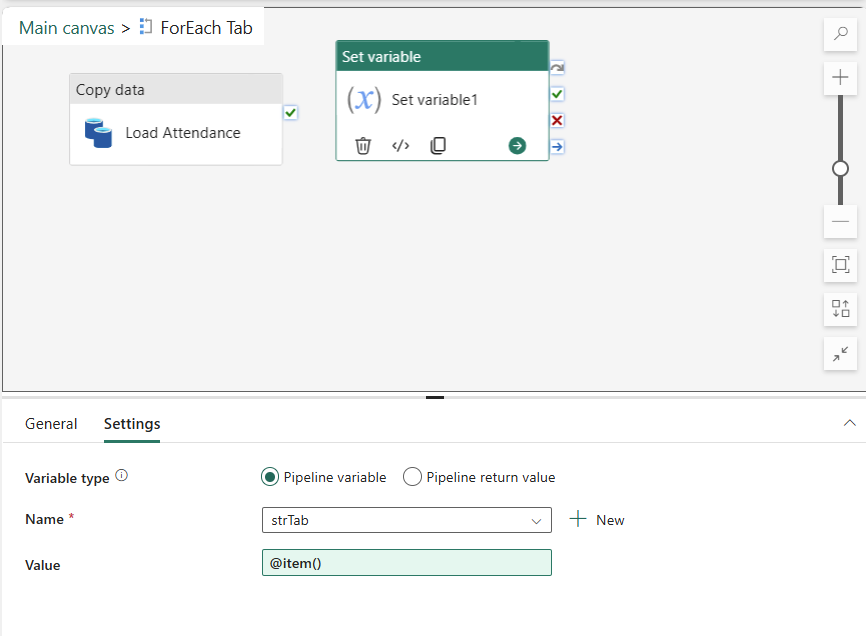 Main canvas > ForEach Tab
Copy data
Load Attendance
Set variable
(x) Set variable1
General Settings
Variable type Pipeline variable Pipeline return value
Name * strTab New
Value @item()